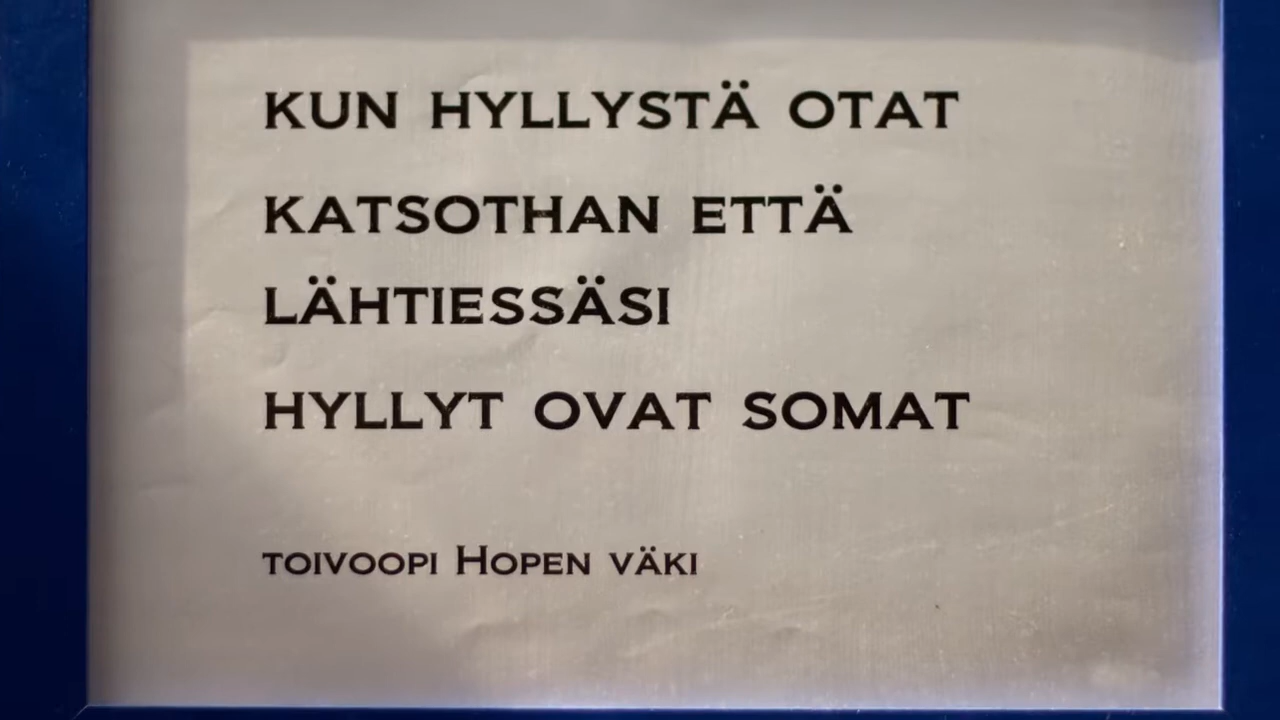 KUN HYLLYSTÄ OTAT
KATSOTHAN ETTÄ
LÄHTIESSÄSI
HYLLYT OVAT SOMAT
TOIVOOPI HOPEN VÄKI